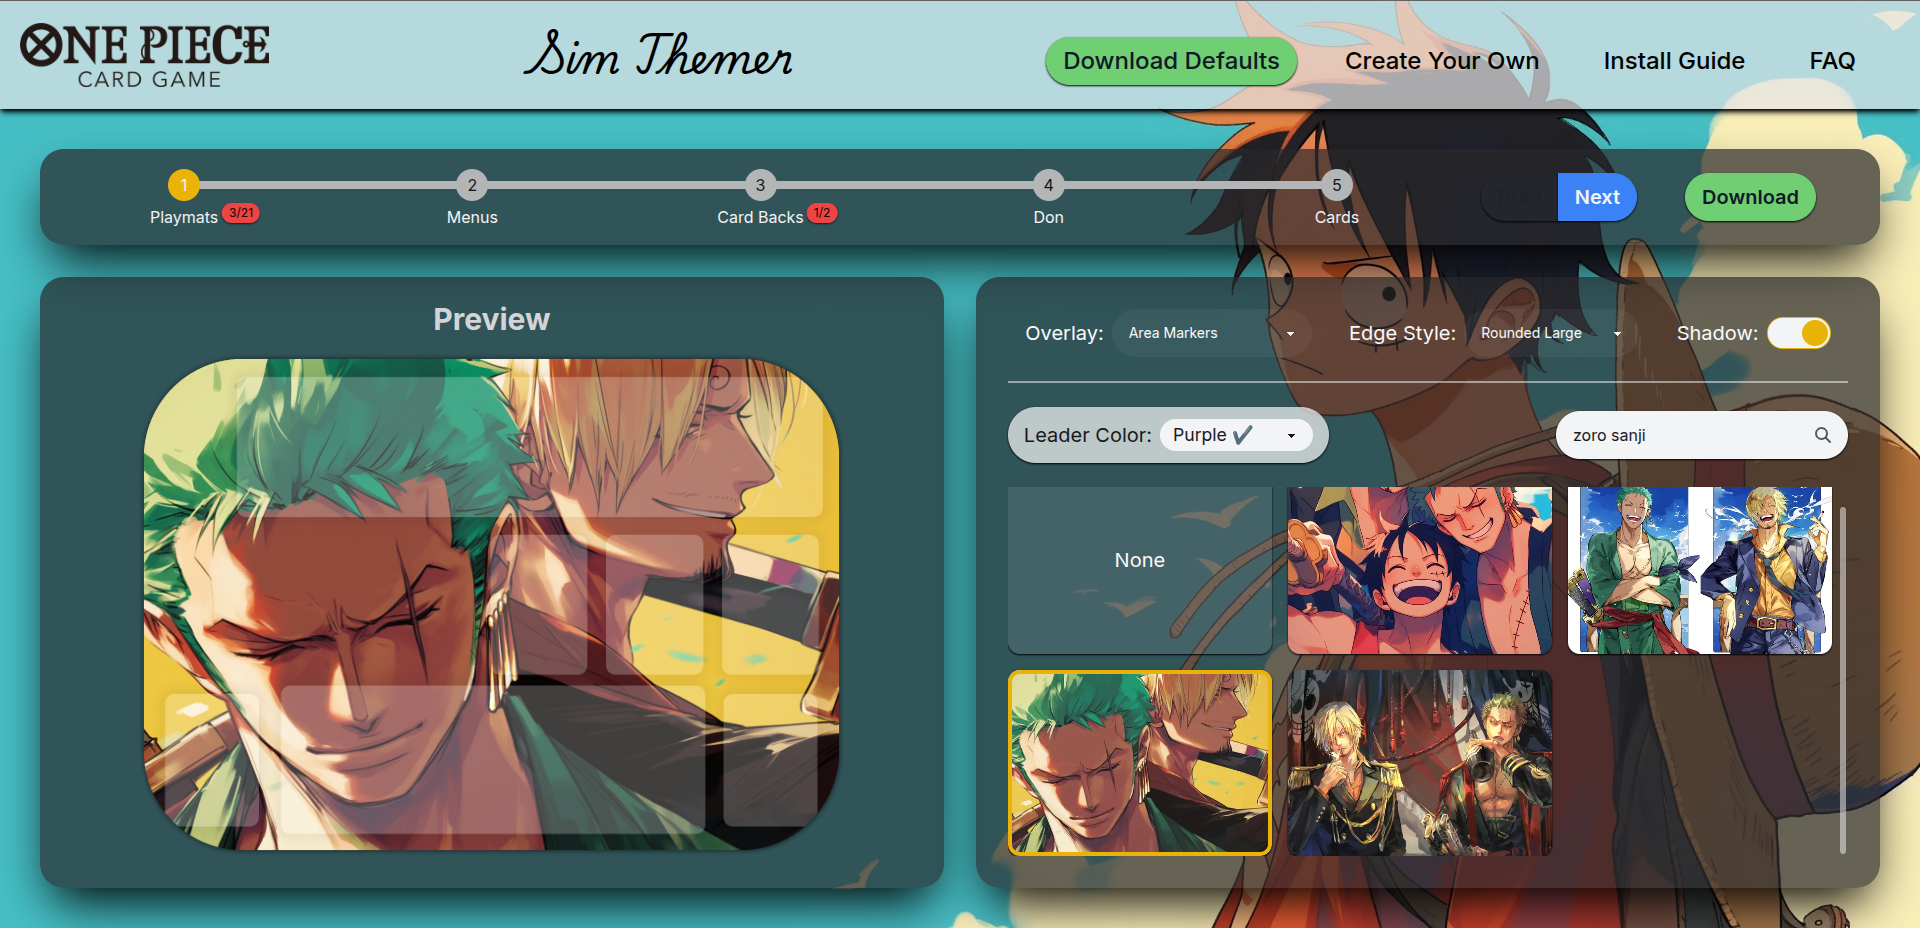 ONE PIECE
CARD GAME
Sim Themer
Download Defaults
Create Your Own
Install Guide
FAQ
1
2
3
4
5
Playmats 3/21
Menus
Card Backs 1/2
Don
Cards
Prev
Next
Download
Preview
Overlay: Area Markers
Edge Style: Rounded Large
Shadow:
Leader Color: Purple ✔
zoro sanji
None